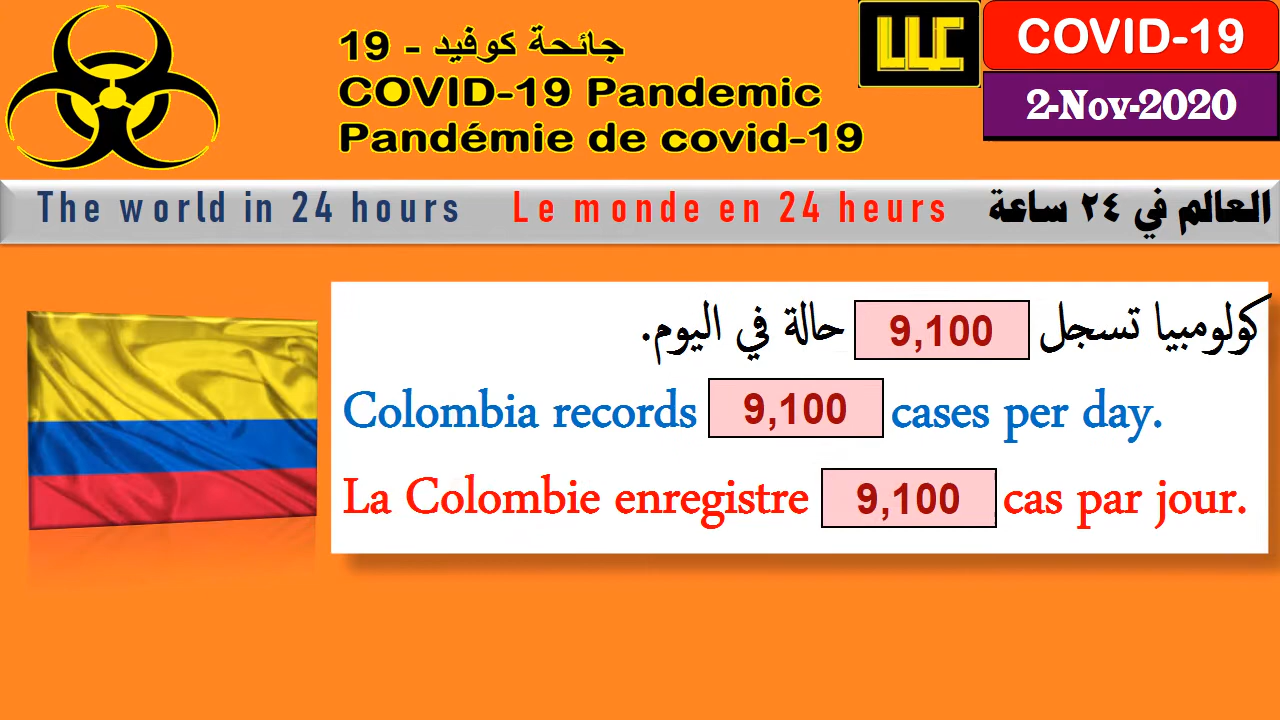 جائحة كوفيد - 19
COVID-19 Pandemic
Pandémie de covid-19
LLC
COVID-19
2-Nov-2020
The world in 24 hours
Le monde en 24 heurs
العالم في ٢٤ ساعة
كولومبيا تسجل 9,100 حالة في اليوم.
Colombia records 9,100 cases per day.
La Colombie enregistre 9,100 cas par jour.